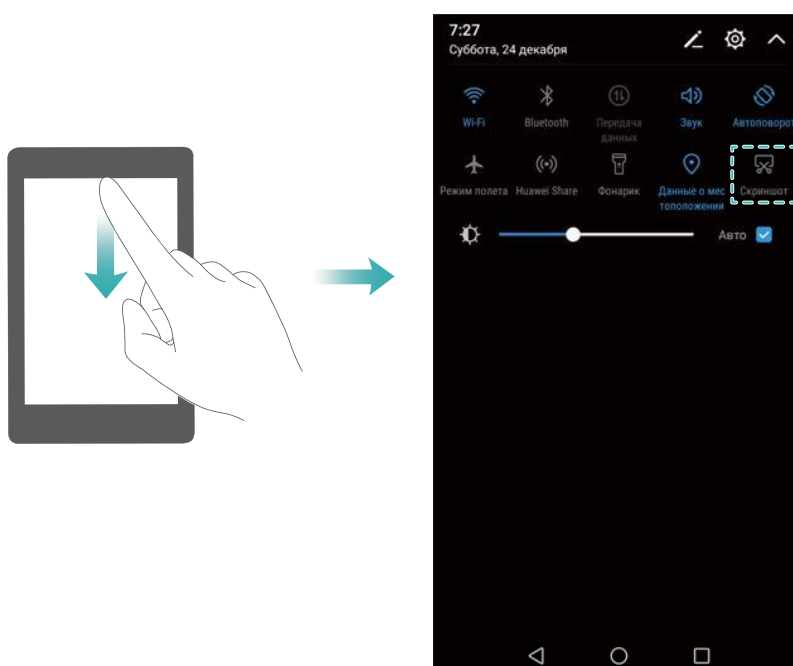 7:27
Суббота, 24 декабря
Wi-Fi
Bluetooth
Передача
данных
Звук
Автоповорот
Режим полета
Huawei Share
Фонарик
Данные о мес
тоположении
Скриншот
Авто